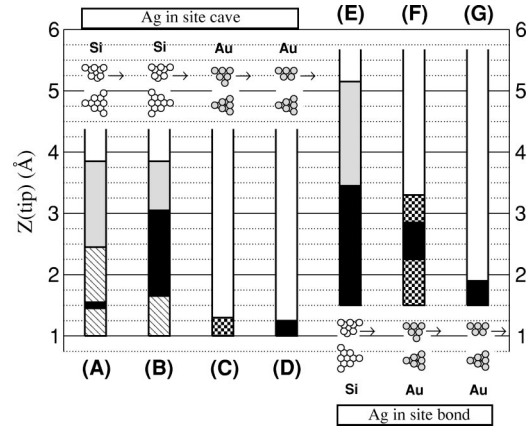 Ag in site cave
(E) (F) (G)
Si Si Au Au
6 6
5 5
4 4
3 3
2 2
1 1
Z(tip) (Å)
(A) (B) (C) (D)
Si Au Au
Ag in site bond